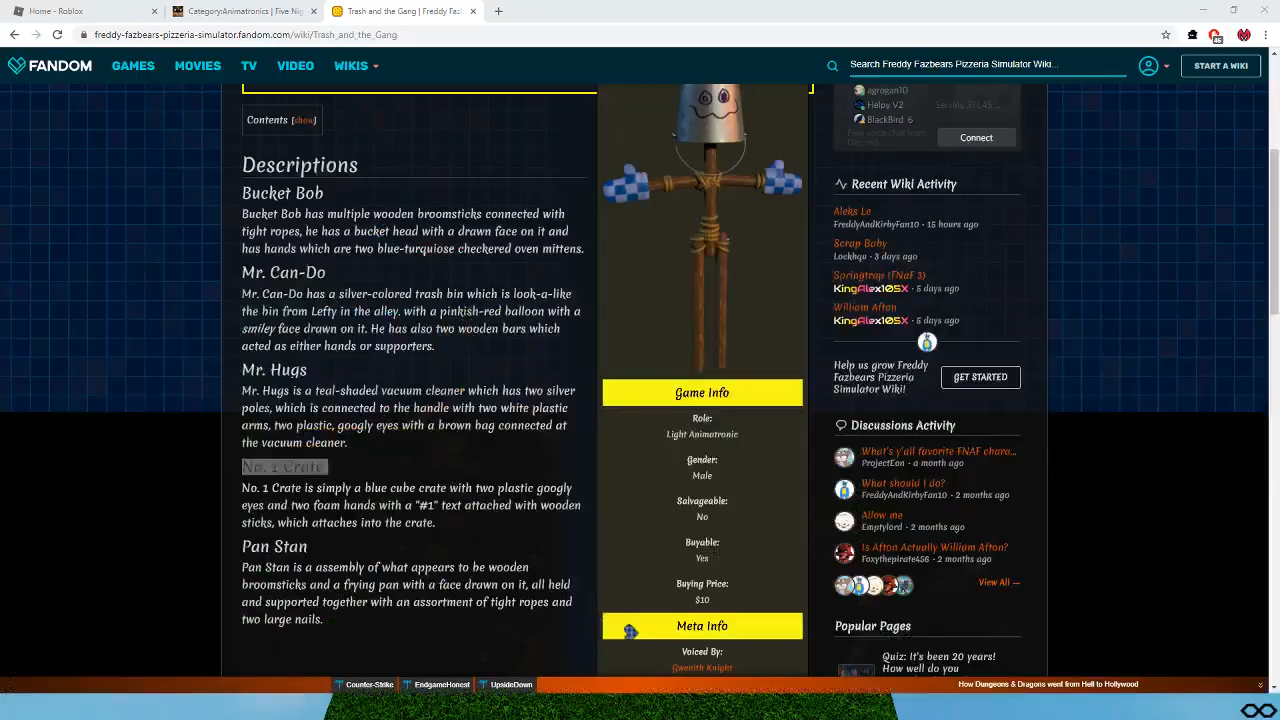 Home - Roblox
Category:Animatronics | Five Nig
Trash and the Gang | Freddy Faz
freddy-fazbears-pizzeria-simulator.fandom.com/wiki/Trash_and_the_Gang
FANDOM
GAMES
MOVIES
TV
VIDEO
WIKIS
Search Freddy Fazbears Pizzeria Simulator Wiki...
START A WIKI
Contents [show]
Descriptions
Bucket Bob
Bucket Bob has multiple wooden broomsticks connected with
tight ropes, he has a bucket head with a drawn face on it and
has hands which are two blue-turquiose checkered oven mittens.
Mr. Can-Do
Mr. Can-Do has a silver-colored trash bin which is look-a-like
the bin from Lefty in the alley. with a pinkish-red balloon with a
smiley face drawn on it. He has also two wooden bars which
acted as either hands or supporters.
Mr. Hugs
Mr. Hugs is a teal-shaded vacuum cleaner which has two silver
poles, which is connected to the handle with two white plastic
arms, two plastic, googly eyes with a brown bag connected at
the vacuum cleaner.
No. 1 Crate
No. 1 Crate is simply a blue cube crate with two plastic googly
eyes and two foam hands with a "#1" text attached with wooden
sticks, which attaches into the crate.
Pan Stan
Pan Stan is a assembly of what appears to be wooden
broomsticks and a frying pan with a face drawn on it, all held
and supported together with an assortment of tight ropes and
two large nails.
Game Info
Role:
Light Animatronic
Gender:
Male
Salvageable:
No
Buyable:
Yes
Buying Price:
$10
Meta Info
Voiced By:
Gwenith Knight
agrogan10
Helpy V2
BlackBird_6
Free voice chat from
Discord
Connect
Recent Wiki Activity
Aleks Le
FreddyAndKirbyFan10 • 15 hours ago
Scrap Baby
Lockhqu • 3 days ago
Springtrap (FNaF 3)
KingAlex105X • 5 days ago
William Afton
KingAlex105X • 5 days ago
Help us grow Freddy
Fazbears Pizzeria
Simulator Wiki!
GET STARTED
Discussions Activity
What's y'all favorite FNAF chara...
ProjectEon • a month ago
What should I do?
FreddyAndKirbyFan10 • 2 months ago
Allow me
Emptylord • 2 months ago
Is Afton Actually William Afton?
Foxythepirate456 • 2 months ago
View All
Popular Pages
Quiz: It's been 20 years!
How well do you
Counter-Strike
EndgameHonest
UpsideDown
How Dungeons & Dragons went from Hell to Hollywood